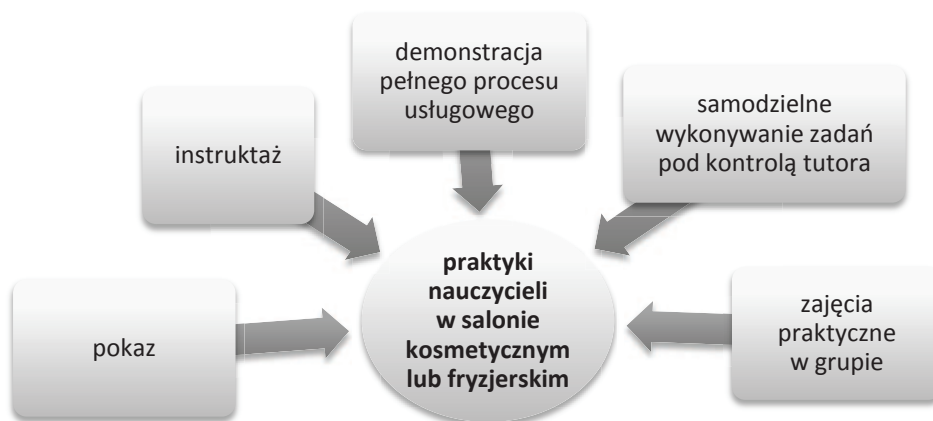 demonstracja
pełnego procesu
usługowego
samodzielne
wykonywanie zadań
pod kontrolą tutora
instruktaż
praktyki
nauczycieli
w salonie
kosmetycznym
lub fryzjerskim
zajęcia
praktyczne
w grupie
pokaz